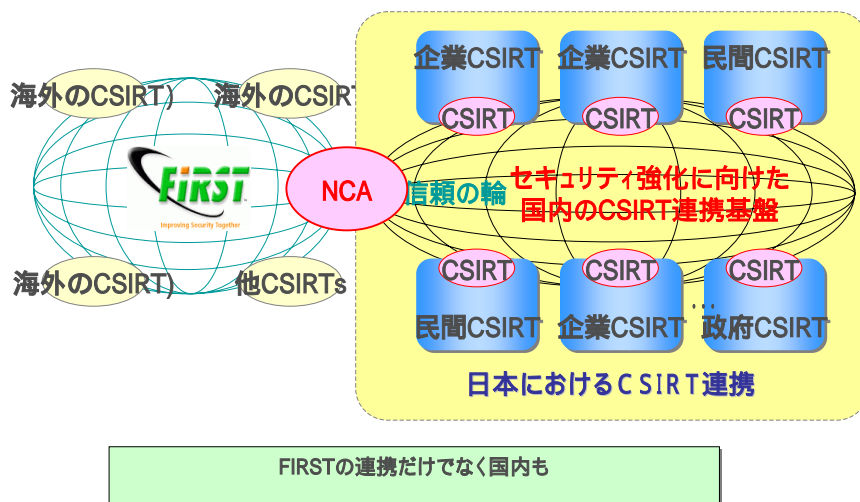 企業CSIRT
企業CSIRT
民間CSIRT
海外のCSIRT)
海外のCSIRT
CSIRT
CSIRT
CSIRT
FIRST
Improving Security Together
NCA
信頼の輪
セキュリティ強化に向けた
国内のCSIRT連携基盤
海外のCSIRT)
他CSIRTs
CSIRT
CSIRT
CSIRT
民間CSIRT
企業CSIRT
...
政府CSIRT
日本におけるCSIRT連携
FIRSTの連携だけでなく国内も